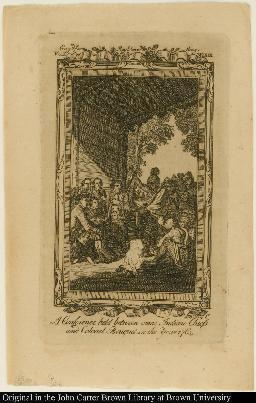 A Conference held between some Indian Chiefs
and Colonel Bouquet in the Year 1764.
Original in the John Carter Brown Library at Brown University